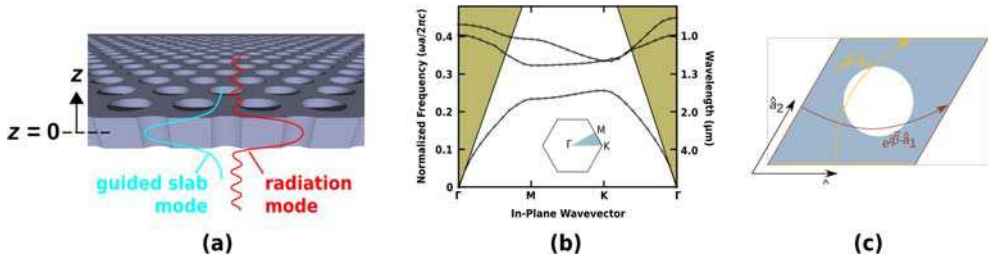 z
z = 0
guided slab
mode
radiation
mode
(a)
Normalized Frequency (ωa/2πc)
0.4
0.3
0.2
0.1
0
Γ
M
K
Γ
In-Plane Wavevector
Γ
M
K
1.0
1.3
2.0
4.0
Wavelength (μm)
(b)
â₂
(c)